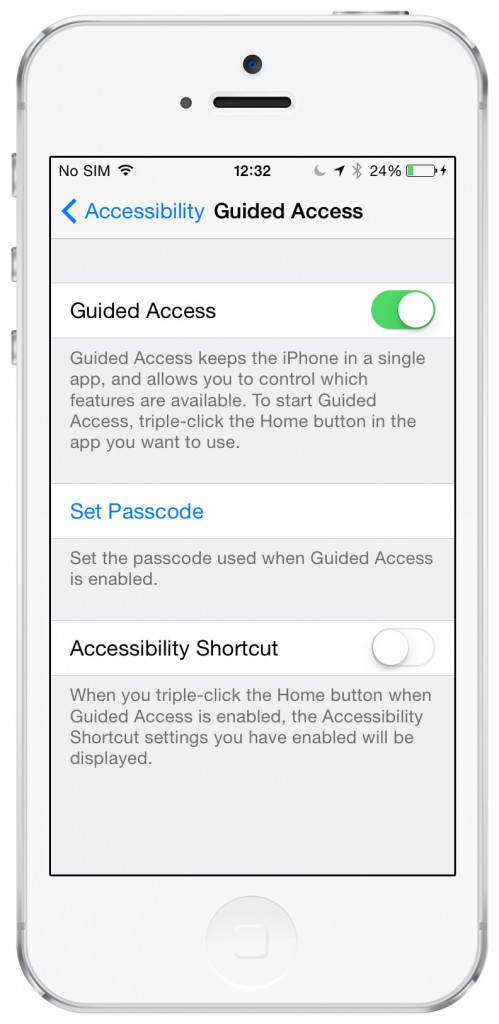 No SIM 12:32 24%
Accessibility Guided Access
Guided Access
Guided Access keeps the iPhone in a single
app, and allows you to control which
features are available. To start Guided
Access, triple-click the Home button in the
app you want to use.
Set Passcode
Set the passcode used when Guided Access
is enabled.
Accessibility Shortcut
When you triple-click the Home button when
Guided Access is enabled, the Accessibility
Shortcut settings you have enabled will be
displayed.